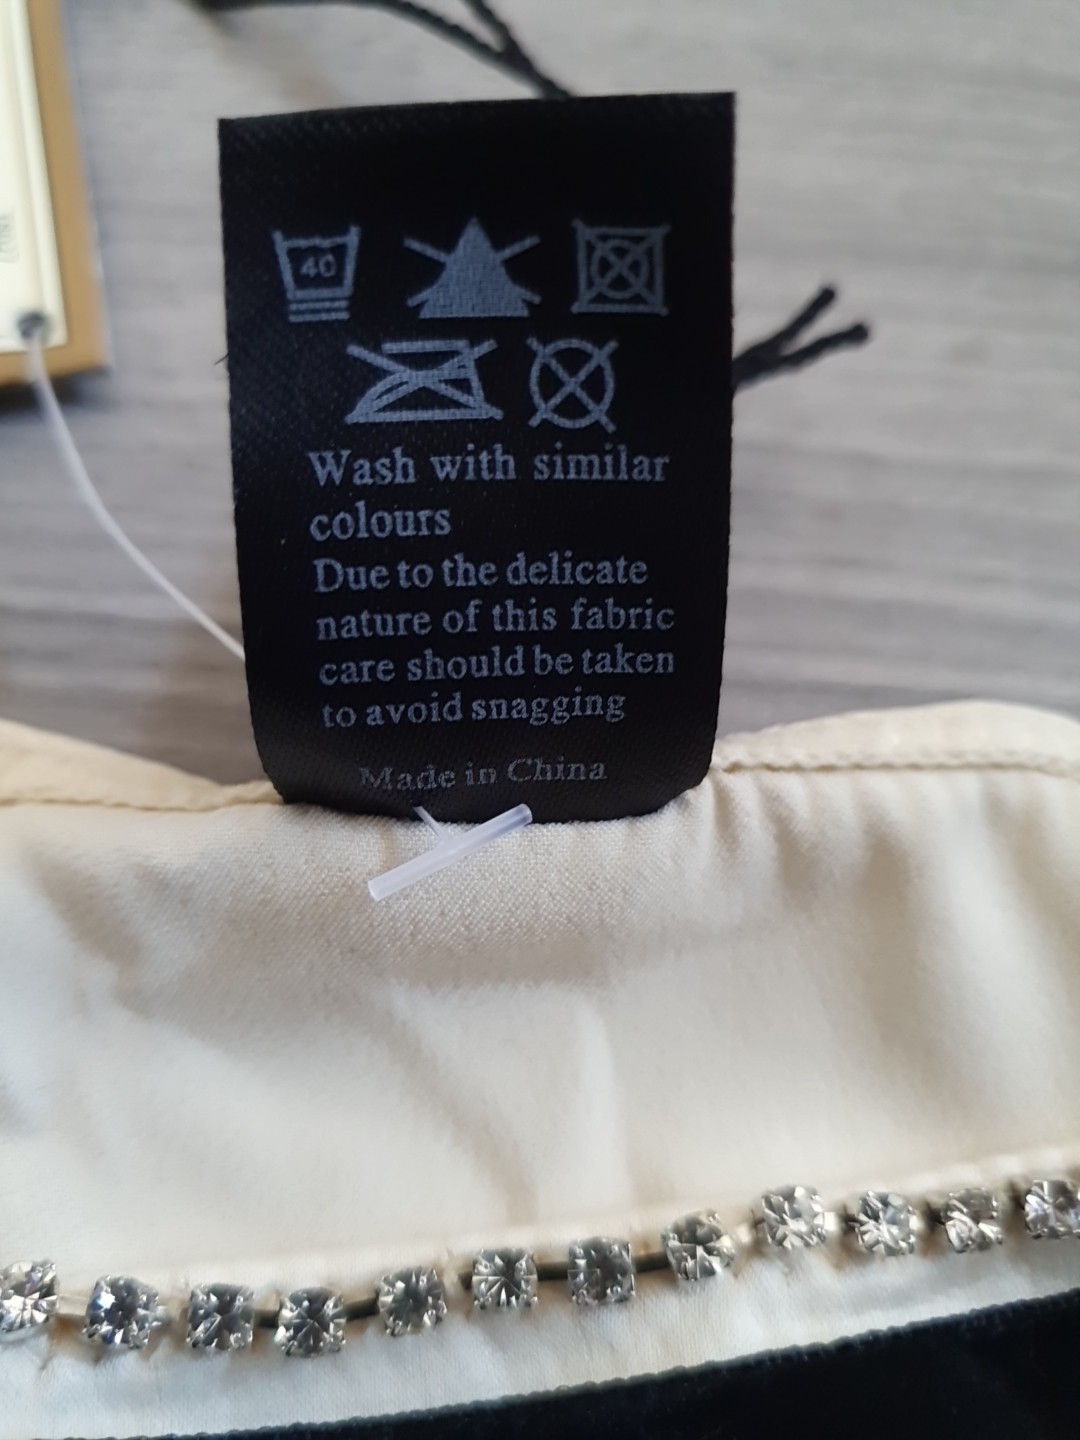 40
Wash with similar
colours
Due to the delicate
nature of this fabric
care should be taken
to avoid snagging
Made in China